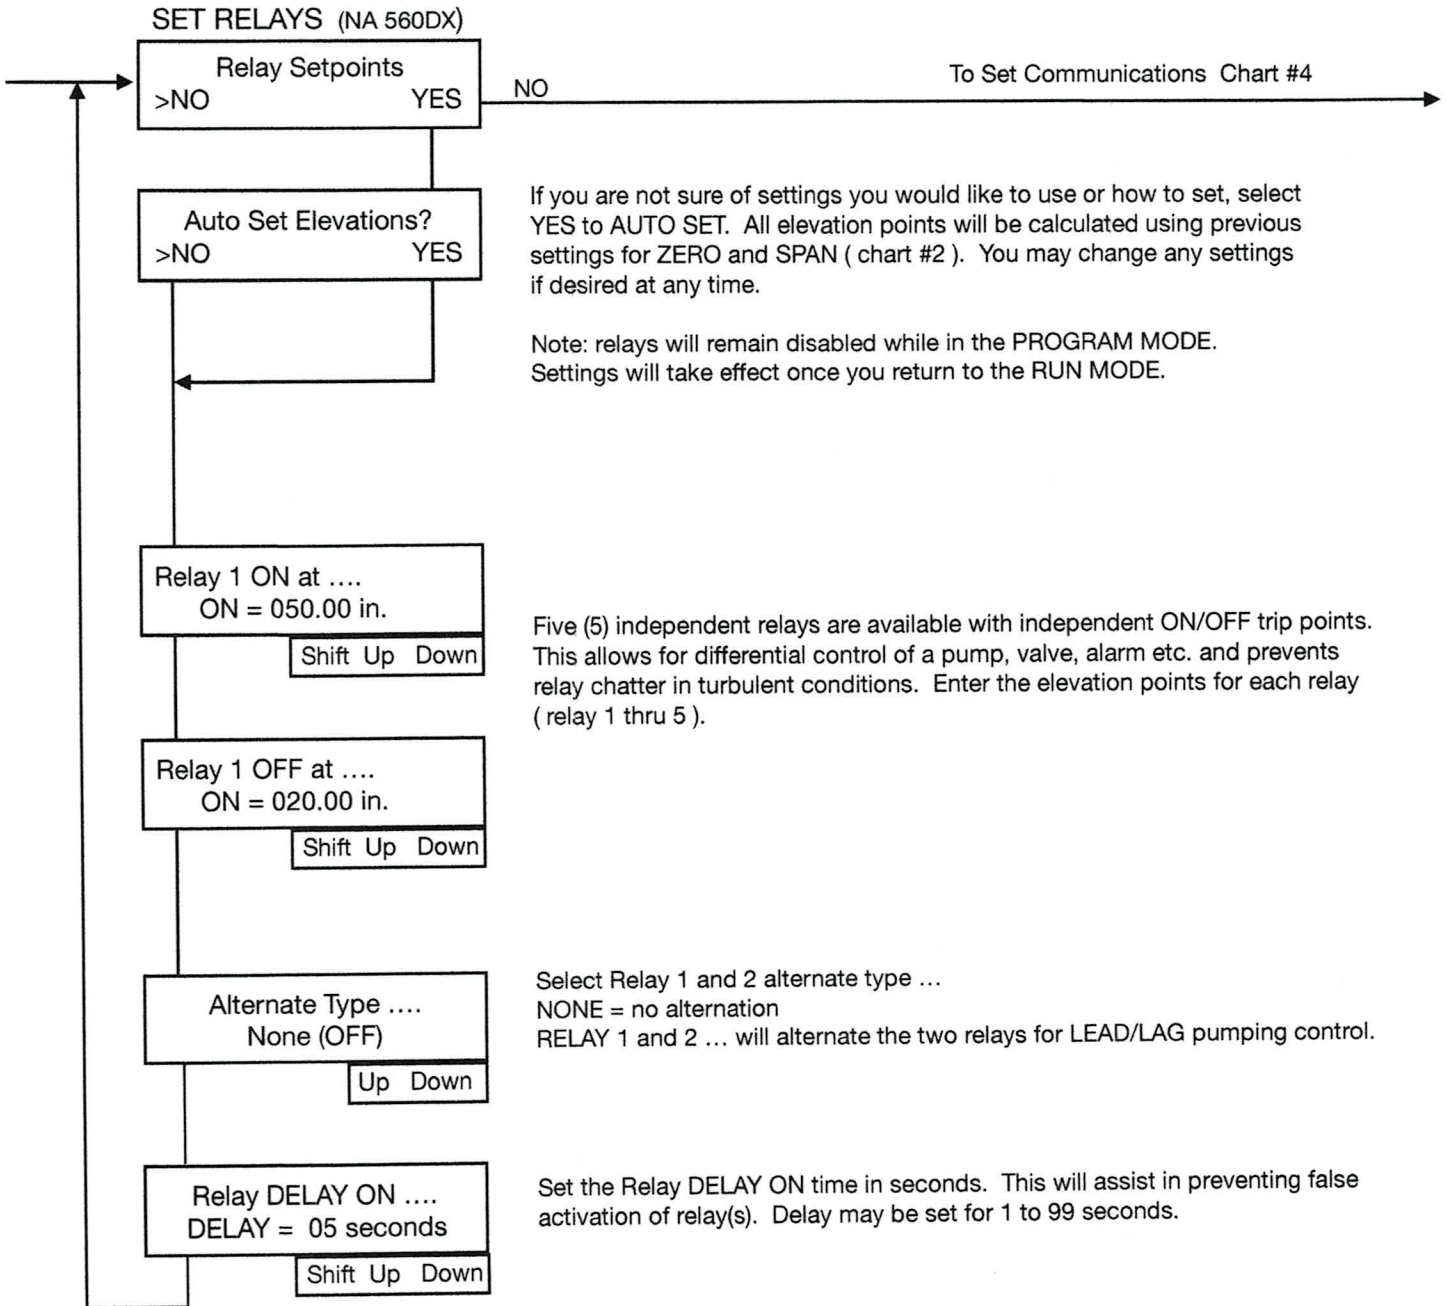 SET RELAYS (NA 560DX)
Relay Setpoints
>NO YES
NO
To Set Communications Chart #4
Auto Set Elevations?
>NO YES
If you are not sure of settings you would like to use or how to set, select
YES to AUTO SET. All elevation points will be calculated using previous
settings for ZERO and SPAN ( chart #2 ). You may change any settings
if desired at any time.
Note: relays will remain disabled while in the PROGRAM MODE.
Settings will take effect once you return to the RUN MODE.
Relay 1 ON at ....
ON = 050.00 in.
Shift Up Down
Five (5) independent relays are available with independent ON/OFF trip points.
This allows for differential control of a pump, valve, alarm etc. and prevents
relay chatter in turbulent conditions. Enter the elevation points for each relay
( relay 1 thru 5 ).
Relay 1 OFF at ....
ON = 020.00 in.
Shift Up Down
Alternate Type ....
None (OFF)
Up Down
Select Relay 1 and 2 alternate type ...
NONE = no alternation
RELAY 1 and 2 ... will alternate the two relays for LEAD/LAG pumping control.
Relay DELAY ON ....
DELAY = 05 seconds
Shift Up Down
Set the Relay DELAY ON time in seconds. This will assist in preventing false
activation of relay(s). Delay may be set for 1 to 99 seconds.